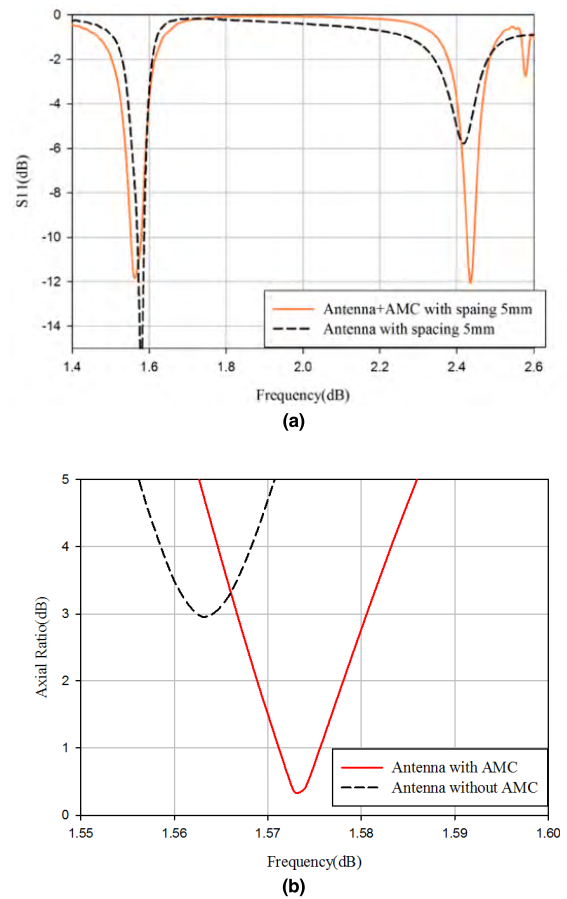 0
-2
-4
-6
-8
-10
-12
-14
S11(dB)
Antenna+AMC with spaing 5mm
Antenna with spacing 5mm
1.4 1.6 1.8 2.0 2.2 2.4 2.6
Frequency(dB)
(a)
5
4
3
2
1
0
Axial Ratio(dB)
Antenna with AMC
Antenna without AMC
1.55 1.56 1.57 1.58 1.59 1.60
Frequency(dB)
(b)